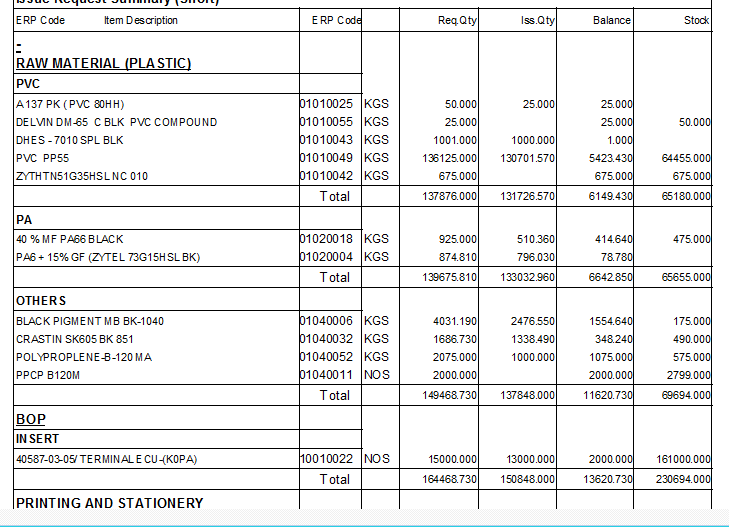 Issue Request Summary (Short)
ERP Code Item Description ERP Code Req.Qty Iss.Qty Balance Stock
-
RAW MATERIAL (PLASTIC)
PVC
A 137 PK ( PVC 80HH) 01010025 KGS 50.000 25.000 25.000
DELVIN DM-65 C BLK PVC COMPOUND 01010055 KGS 25.000 25.000 50.000
DHES - 7010 SPL BLK 01010043 KGS 1001.000 1000.000 1.000
PVC PP55 01010049 KGS 136125.000 130701.570 5423.430 64455.000
ZYTHTN51G35HSL NC 010 01010042 KGS 675.000 675.000 675.000
Total 137876.000 131726.570 6149.430 65180.000
PA
40 % MF PA66 BLACK 01020018 KGS 925.000 510.360 414.640 475.000
PA6 + 15% GF (ZYTEL 73G15HSLBK) 01020004 KGS 874.810 796.030 78.780
Total 139675.810 133032.960 6642.850 65655.000
OTHERS
BLACK PIGMENT MB BK-1040 01040006 KGS 4031.190 2476.550 1554.640 175.000
CRASTIN SK605 BK 851 01040032 KGS 1686.730 1338.490 348.240 490.000
POLYPROPLENE-B-120 MA 01040052 KGS 2075.000 1000.000 1075.000 575.000
PPCP B120M 01040011 NOS 2000.000 2000.000 2799.000
Total 149468.730 137848.000 11620.730 69694.000
BOP
INSERT
40587-03-05/ TERMINAL ECU-(K0PA) 10010022 NOS 15000.000 13000.000 2000.000 161000.000
Total 164468.730 150848.000 13620.730 230694.000
PRINTING AND STATIONERY